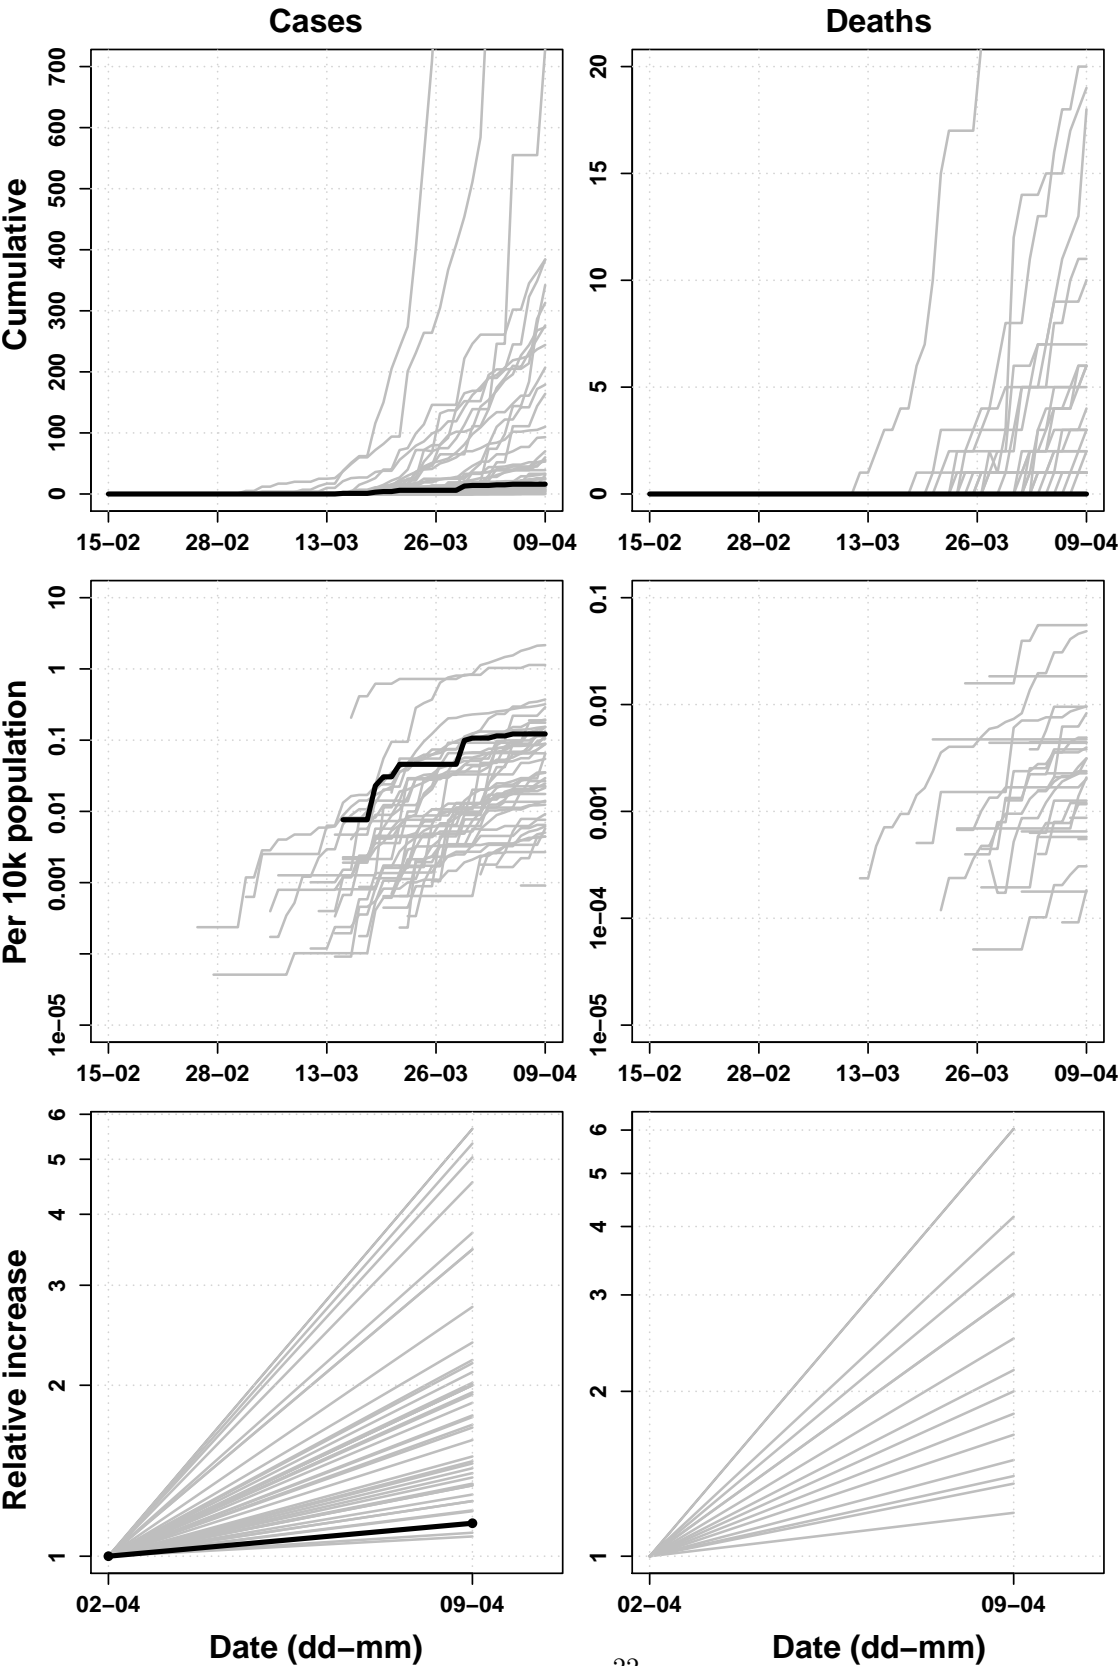 Cases
Deaths
Cumulative
700
600
500
400
300
200
100
0
15–02 28–02 13–03 26–03 09–04
20
15
10
5
0
15–02 28–02 13–03 26–03 09–04
Per 10k population
10
1
0.1
0.01
0.001
1e–05
15–02 28–02 13–03 26–03 09–04
0.1
0.01
0.001
1e–04
1e–05
15–02 28–02 13–03 26–03 09–04
Relative increase
6
5
4
3
2
1
02–04 09–04
Date (dd–mm)
6
5
4
3
2
1
02–04 09–04
Date (dd–mm)